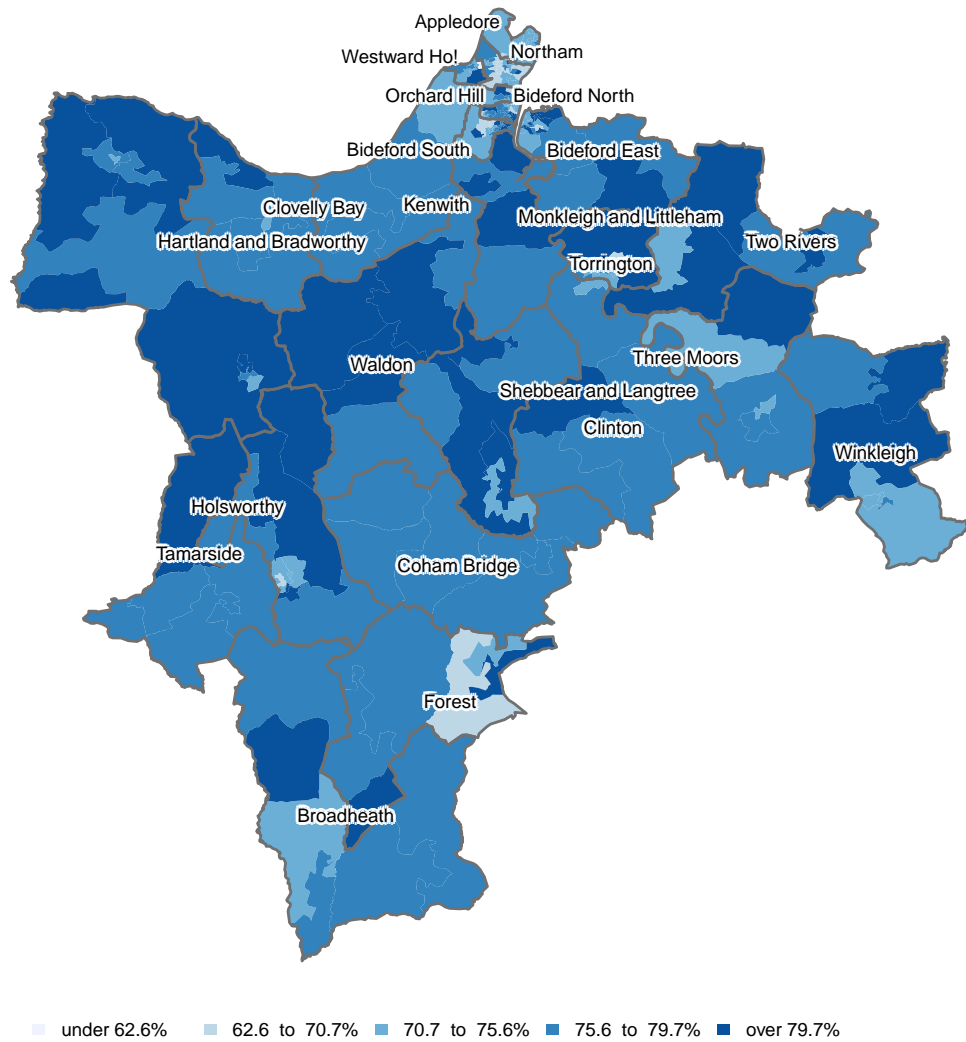 Appledore
Westward Ho!
Northam
Orchard Hill
Bideford North
Bideford South
Bideford East
Clovelly Bay
Kenwith
Monkleigh and Littleham
Hartland and Bradworthy
Two Rivers
Torrington
Waldon
Three Moors
Shebbear and Langtree
Clinton
Winkleigh
Holsworthy
Tamarside
Coham Bridge
Forest
Broadheath
under 62.6% 62.6 to 70.7% 70.7 to 75.6% 75.6 to 79.7% over 79.7%